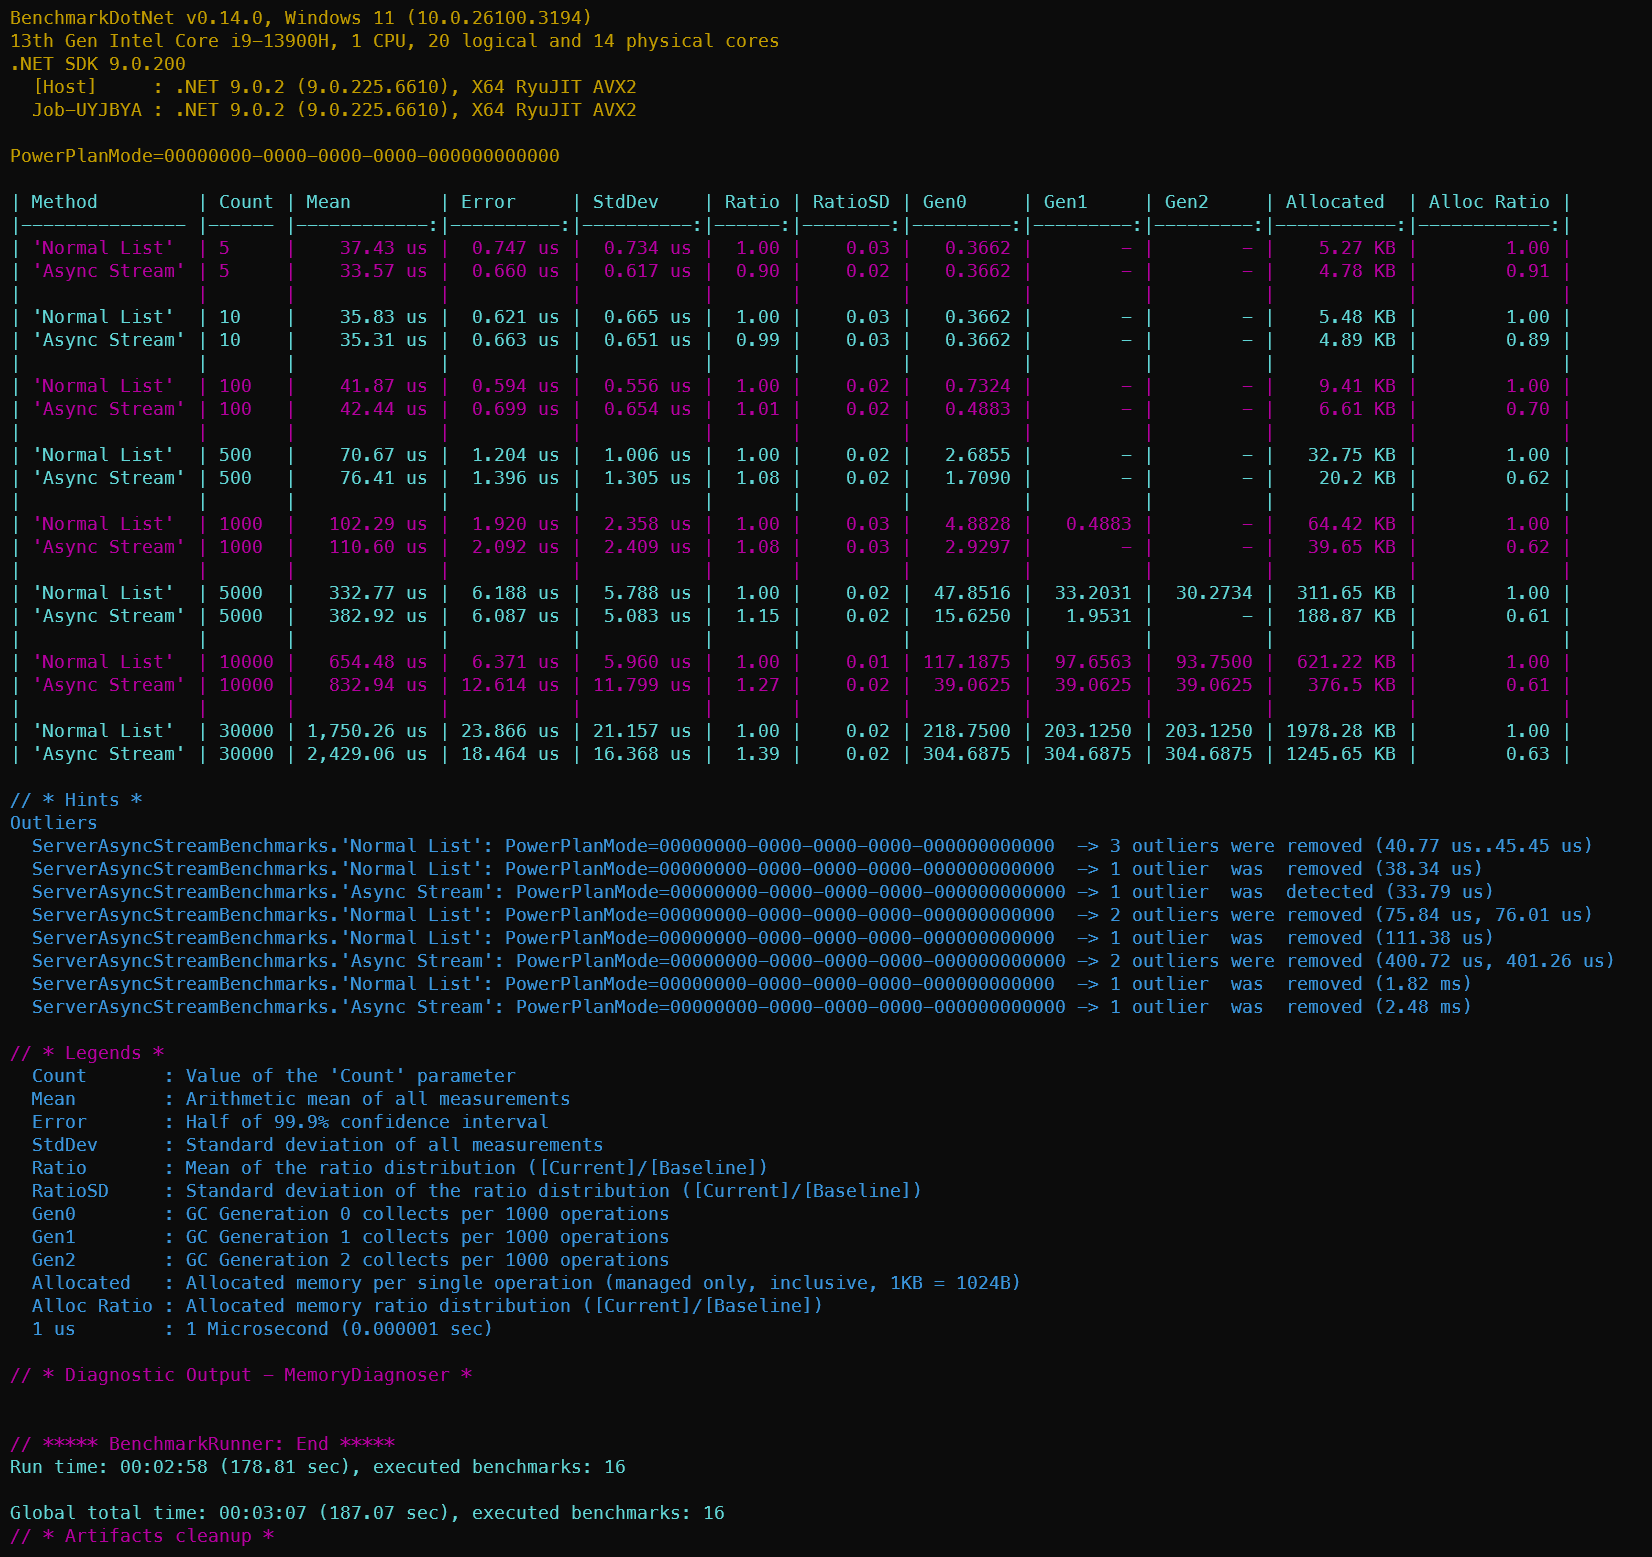 BenchmarkDotNet v0.14.0, Windows 11 (10.0.26100.3194)
13th Gen Intel Core i9-13900H, 1 CPU, 20 logical and 14 physical cores
.NET SDK 9.0.200
  [Host]     : .NET 9.0.2 (9.0.225.6610), X64 RyuJIT AVX2
  Job-UYJBYA : .NET 9.0.2 (9.0.225.6610), X64 RyuJIT AVX2

PowerPlanMode=00000000-0000-0000-0000-000000000000

| Method         | Count | Mean        | Error     | StdDev    | Ratio | RatioSD | Gen0     | Gen1     | Gen2     | Allocated  | Alloc Ratio |
|--------------- |------ |------------:|----------:|----------:|------:|--------:|---------:|---------:|---------:|-----------:|------------:|
| 'Normal List'  | 5     |    37.43 us |  0.747 us |  0.734 us |  1.00 |    0.03 |   0.3662 |        - |        - |    5.27 KB |        1.00 |
| 'Async Stream' | 5     |    33.57 us |  0.660 us |  0.617 us |  0.90 |    0.02 |   0.3662 |        - |        - |    4.78 KB |        0.91 |
|                |       |             |           |           |       |         |          |          |          |            |             |
| 'Normal List'  | 10    |    35.83 us |  0.621 us |  0.665 us |  1.00 |    0.03 |   0.3662 |        - |        - |    5.48 KB |        1.00 |
| 'Async Stream' | 10    |    35.31 us |  0.663 us |  0.651 us |  0.99 |    0.03 |   0.3662 |        - |        - |    4.89 KB |        0.89 |
|                |       |             |           |           |       |         |          |          |          |            |             |
| 'Normal List'  | 100   |    41.87 us |  0.594 us |  0.556 us |  1.00 |    0.02 |   0.7324 |        - |        - |    9.41 KB |        1.00 |
| 'Async Stream' | 100   |    42.44 us |  0.699 us |  0.654 us |  1.01 |    0.02 |   0.4883 |        - |        - |    6.61 KB |        0.70 |
|                |       |             |           |           |       |         |          |          |          |            |             |
| 'Normal List'  | 500   |    70.67 us |  1.204 us |  1.006 us |  1.00 |    0.02 |   2.6855 |        - |        - |   32.75 KB |        1.00 |
| 'Async Stream' | 500   |    76.41 us |  1.396 us |  1.305 us |  1.08 |    0.02 |   1.7090 |        - |        - |    20.2 KB |        0.62 |
|                |       |             |           |           |       |         |          |          |          |            |             |
| 'Normal List'  | 1000  |   102.29 us |  1.920 us |  2.358 us |  1.00 |    0.03 |   4.8828 |   0.4883 |        - |   64.42 KB |        1.00 |
| 'Async Stream' | 1000  |   110.60 us |  2.092 us |  2.409 us |  1.08 |    0.03 |   2.9297 |        - |        - |   39.65 KB |        0.62 |
|                |       |             |           |           |       |         |          |          |          |            |             |
| 'Normal List'  | 5000  |   332.77 us |  6.188 us |  5.788 us |  1.00 |    0.02 |  47.8516 |  33.2031 |  30.2734 |  311.65 KB |        1.00 |
| 'Async Stream' | 5000  |   382.92 us |  6.087 us |  5.083 us |  1.15 |    0.02 |  15.6250 |   1.9531 |        - |  188.87 KB |        0.61 |
|                |       |             |           |           |       |         |          |          |          |            |             |
| 'Normal List'  | 10000 |   654.48 us |  6.371 us |  5.960 us |  1.00 |    0.01 | 117.1875 |  97.6563 |  93.7500 |  621.22 KB |        1.00 |
| 'Async Stream' | 10000 |   832.94 us | 12.614 us | 11.799 us |  1.27 |    0.02 |  39.0625 |  39.0625 |  39.0625 |   376.5 KB |        0.61 |
|                |       |             |           |           |       |         |          |          |          |            |             |
| 'Normal List'  | 30000 | 1,750.26 us | 23.866 us | 21.157 us |  1.00 |    0.02 | 218.7500 | 203.1250 | 203.1250 | 1978.28 KB |        1.00 |
| 'Async Stream' | 30000 | 2,429.06 us | 18.464 us | 16.368 us |  1.39 |    0.02 | 304.6875 | 304.6875 | 304.6875 | 1245.65 KB |        0.63 |

// * Hints *
Outliers
  ServerAsyncStreamBenchmarks.'Normal List': PowerPlanMode=00000000-0000-0000-0000-000000000000  -> 3 outliers were removed (40.77 us..45.45 us)
  ServerAsyncStreamBenchmarks.'Normal List': PowerPlanMode=00000000-0000-0000-0000-000000000000  -> 1 outlier  was  removed (38.34 us)
  ServerAsyncStreamBenchmarks.'Async Stream': PowerPlanMode=00000000-0000-0000-0000-000000000000 -> 1 outlier  was  detected (33.79 us)
  ServerAsyncStreamBenchmarks.'Normal List': PowerPlanMode=00000000-0000-0000-0000-000000000000  -> 2 outliers were removed (75.84 us, 76.01 us)
  ServerAsyncStreamBenchmarks.'Normal List': PowerPlanMode=00000000-0000-0000-0000-000000000000  -> 1 outlier  was  removed (111.38 us)
  ServerAsyncStreamBenchmarks.'Async Stream': PowerPlanMode=00000000-0000-0000-0000-000000000000 -> 2 outliers were removed (400.72 us, 401.26 us)
  ServerAsyncStreamBenchmarks.'Normal List': PowerPlanMode=00000000-0000-0000-0000-000000000000  -> 1 outlier  was  removed (1.82 ms)
  ServerAsyncStreamBenchmarks.'Async Stream': PowerPlanMode=00000000-0000-0000-0000-000000000000 -> 1 outlier  was  removed (2.48 ms)

// * Legends *
  Count       : Value of the 'Count' parameter
  Mean        : Arithmetic mean of all measurements
  Error       : Half of 99.9% confidence interval
  StdDev      : Standard deviation of all measurements
  Ratio       : Mean of the ratio distribution ([Current]/[Baseline])
  RatioSD     : Standard deviation of the ratio distribution ([Current]/[Baseline])
  Gen0        : GC Generation 0 collects per 1000 operations
  Gen1        : GC Generation 1 collects per 1000 operations
  Gen2        : GC Generation 2 collects per 1000 operations
  Allocated   : Allocated memory per single operation (managed only, inclusive, 1KB = 1024B)
  Alloc Ratio : Allocated memory ratio distribution ([Current]/[Baseline])
  1 us        : 1 Microsecond (0.000001 sec)

// * Diagnostic Output - MemoryDiagnoser *

// ***** BenchmarkRunner: End *****
Run time: 00:02:58 (178.81 sec), executed benchmarks: 16

Global total time: 00:03:07 (187.07 sec), executed benchmarks: 16
// * Artifacts cleanup *